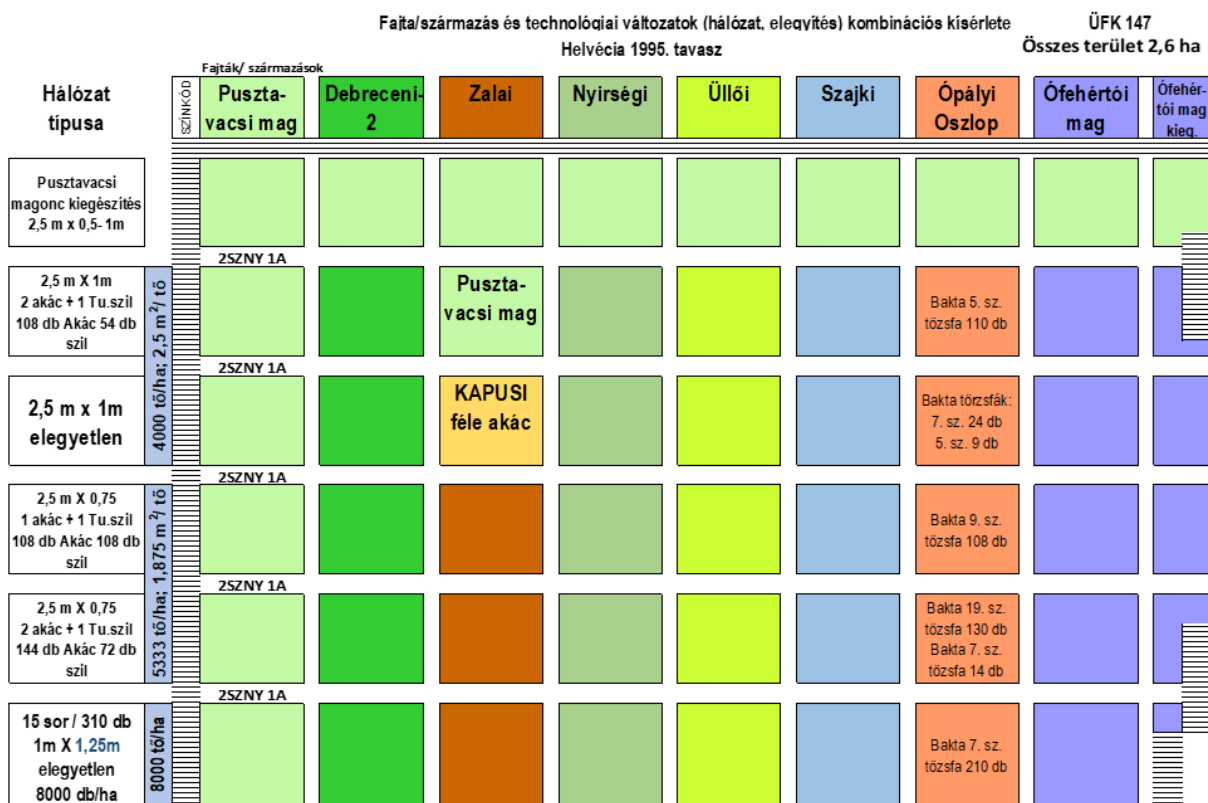 Fajta/származás és technológiai változatok (hálózat, elegyítés) kombinációs kísérlete
ÜFK 147
Helvécia 1995. tavasz
Összes terület 2,6 ha
Fajták/ származások
Hálózat
típusa
SZÍNKÓD
Puszta-
vacsi mag
Debreceni-
2
Zalai
Nyirségi
Üllői
Szajki
Ópályi
Oszlop
Ófehértói
mag
Ófehér-
tói mag
kieg.
Pusztavacsi
magonc kiegészítés
2,5 m x 0,5- 1m
2SZNY 1A
2,5 m X 1m
2 akác + 1 Tu.szil
108 db Akác 54 db
szil
4000 tő/ha; 2,5 m²/ tő
Puszta-
vacsi mag
Bakta 5. sz.
tözsfa 110 db
2SZNY 1A
2,5 m x 1m
elegyetlen
KAPUSI
féle akác
Bakta törzsfák:
7. sz. 24 db
5. sz. 9 db
2SZNY 1A
2,5 m X 0,75
1 akác + 1 Tu.szil
108 db Akác 108 db
szil
5333 tő/ha; 1,875 m²/ tő
Bakta 9. sz.
tözsfa 108 db
2SZNY 1A
2,5 m X 0,75
2 akác + 1 Tu.szil
144 db Akác 72 db
szil
Bakta 19. sz.
tözsfa 130 db
Bakta 7. sz.
tözsfa 14 db
2SZNY 1A
15 sor / 310 db
1m X 1,25m
elegyetlen
8000 db/ha
8000 tő/ha
Bakta 7. sz.
tözsfa 210 db